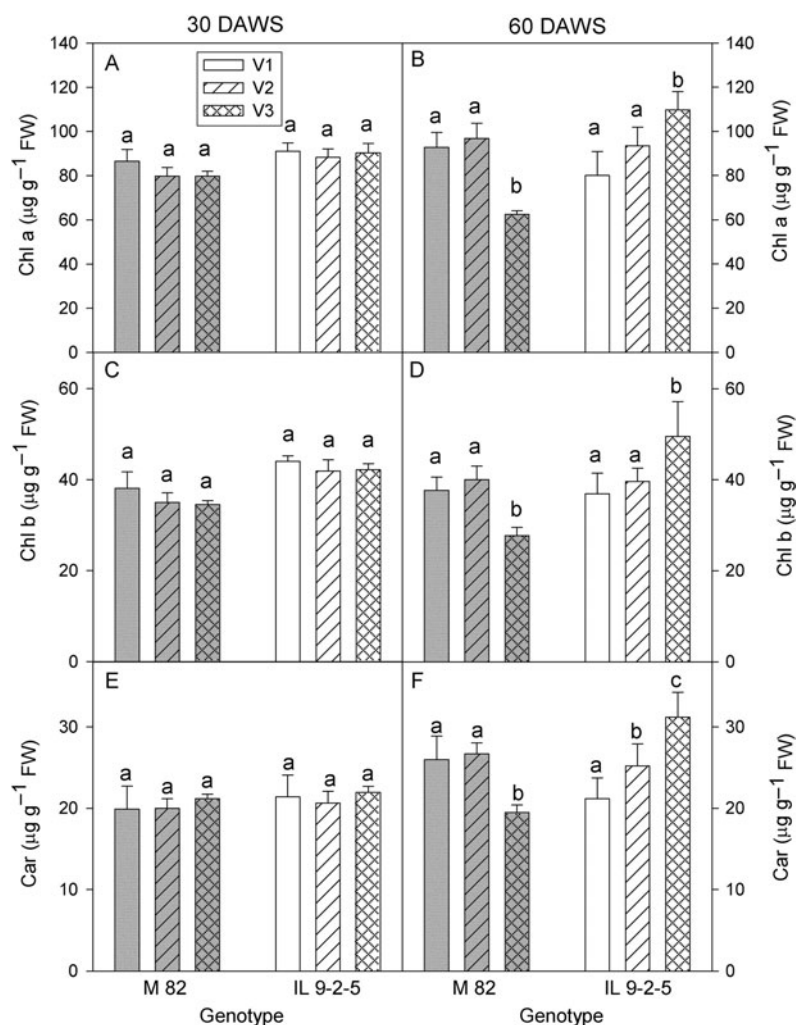 30 DAWS 60 DAWS
140 140
A V1 B
120 V2 b 120
V3 a a
100 a a a a a a a 100
80 80
b
60 60
40 40
20 20
0 0
Chl a (µg g⁻¹ FW) Chl a (µg g⁻¹ FW)
C D
60 b 60
a a a a a a a
40 a a a 40
b
20 20
0 0
Chl b (µg g⁻¹ FW) Chl b (µg g⁻¹ FW)
E F c
30 a a b 30
a a a a a a a
20 b 20
10 10
0 0
Car (µg g⁻¹ FW) Car (µg g⁻¹ FW)
M 82 IL 9-2-5 M 82 IL 9-2-5
Genotype Genotype